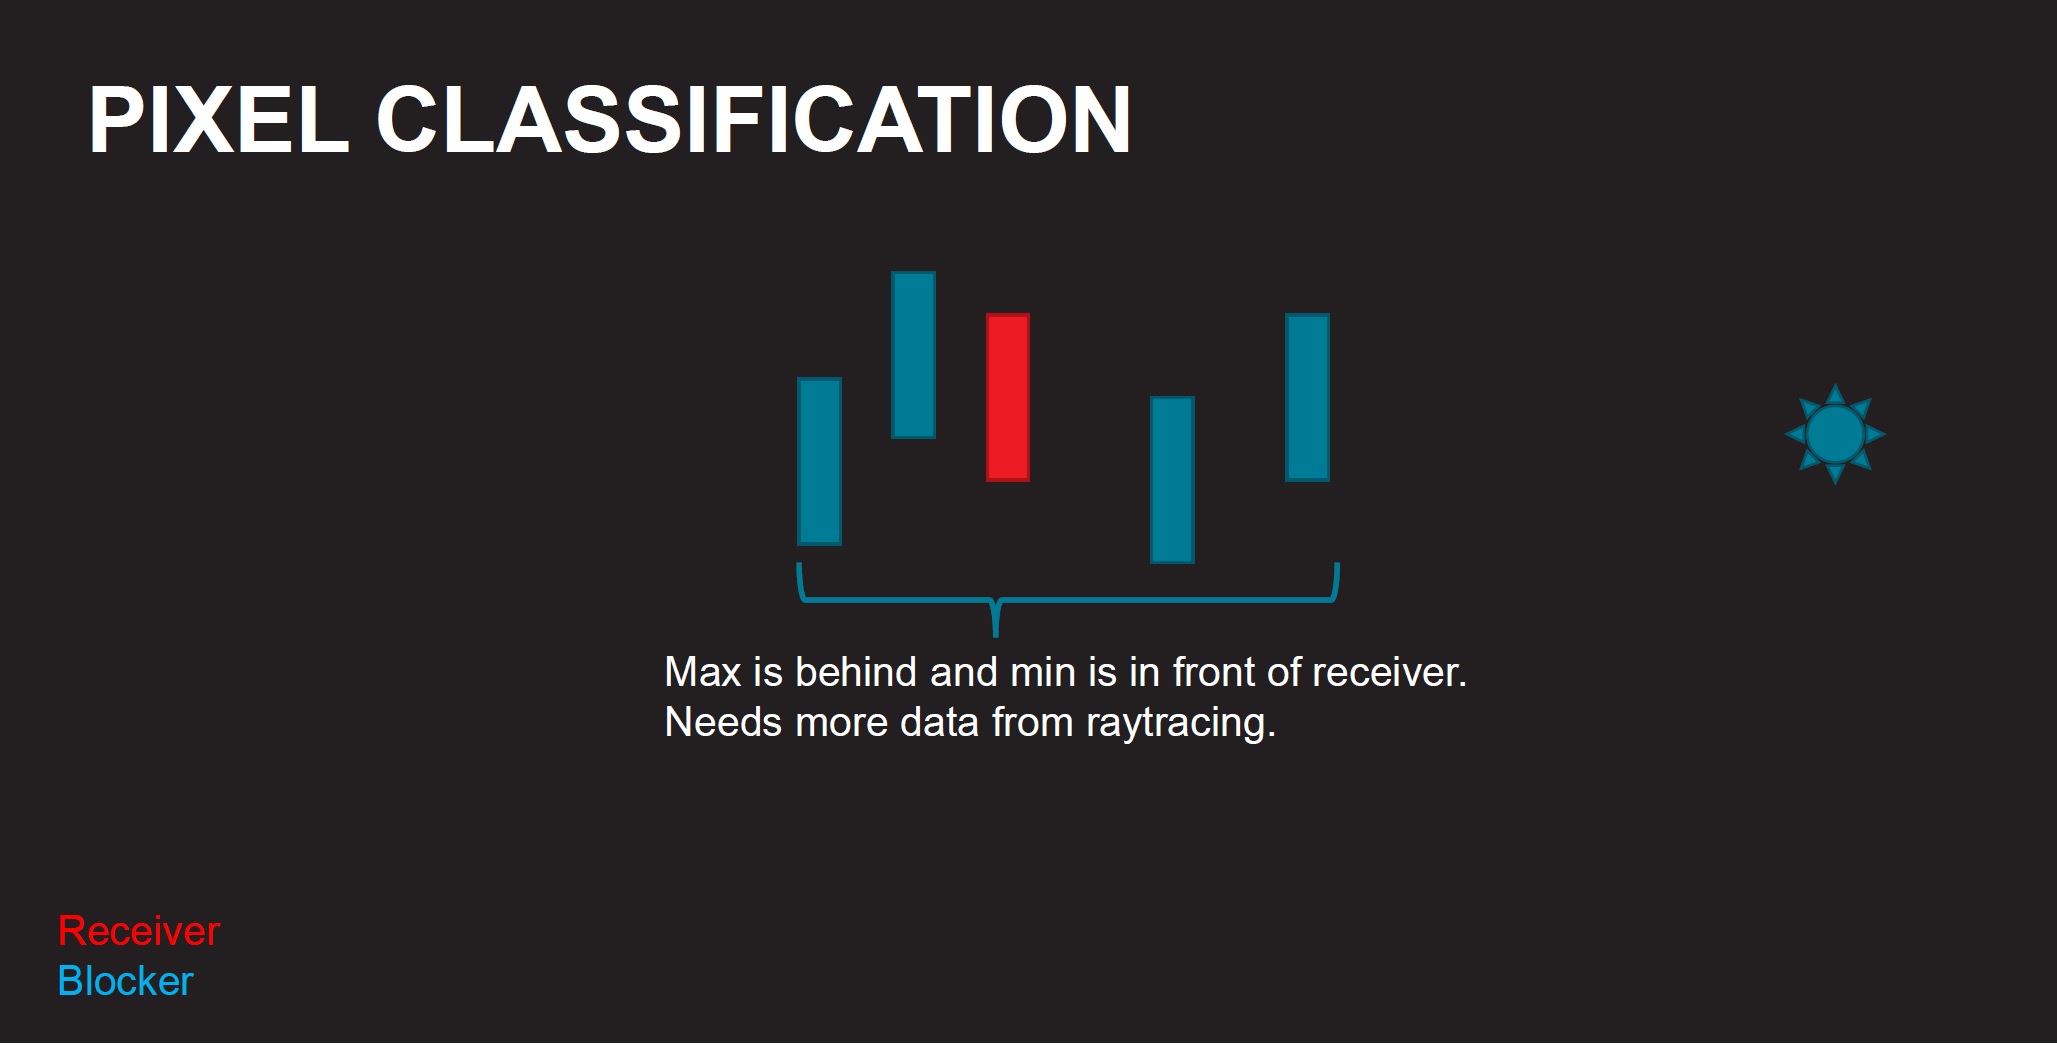 PIXEL CLASSIFICATION
Max is behind and min is in front of receiver.
Needs more data from raytracing.
Receiver
Blocker